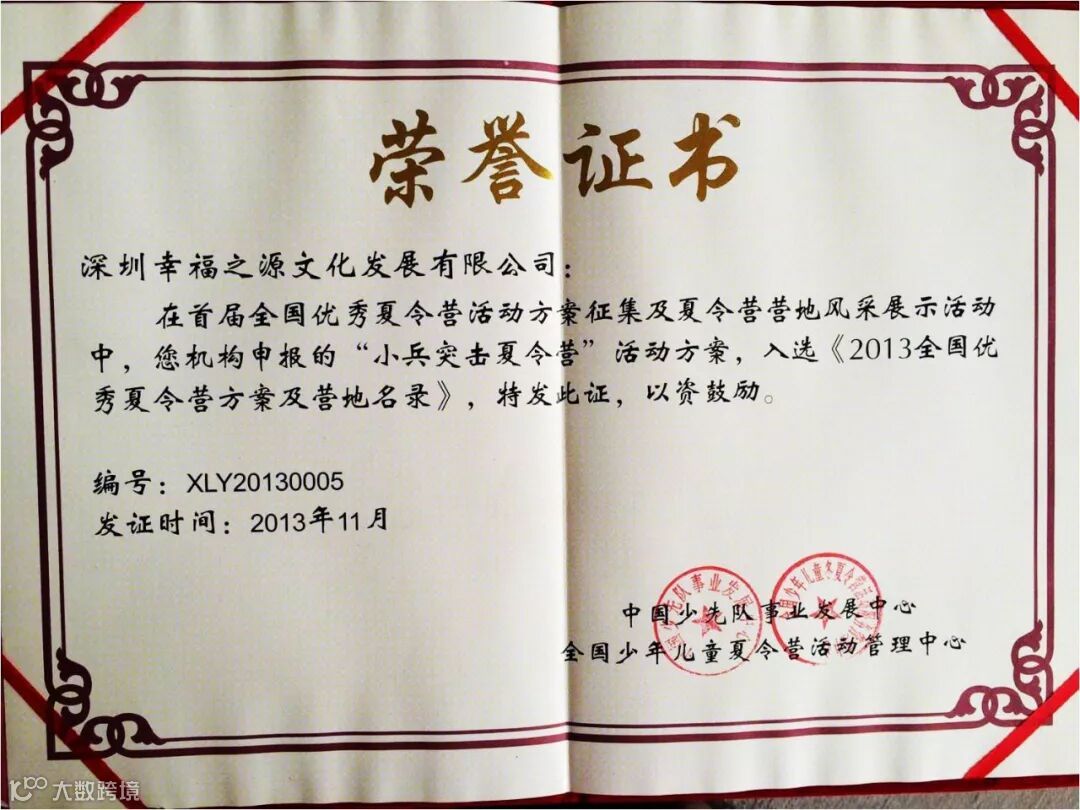 荣誉证书
深圳幸福之源文化发展有限公司：
在首届全国优秀夏令营活动方案征集及夏令营营地风采展示活动
中，您机构申报的“小兵突击夏令营”活动方案，入选《2013全国优
秀夏令营方案及营地名录》，特发此证，以资鼓励。
编号：XLY20130005
发证时间：2013年11月
中国少先队事业发展中心
全国少年儿童夏令营活动管理中心
大数跨境